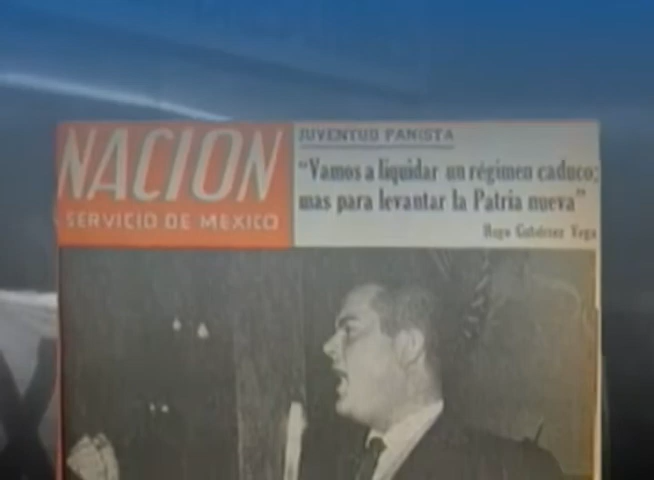 NACION
SERVICIO DE MEXICO
JUVENTUD PANISTA
"Vamos a liquidar un régimen caduco;
mas para levantar la Patria nueva"
Hugo Gutiérrez Vega